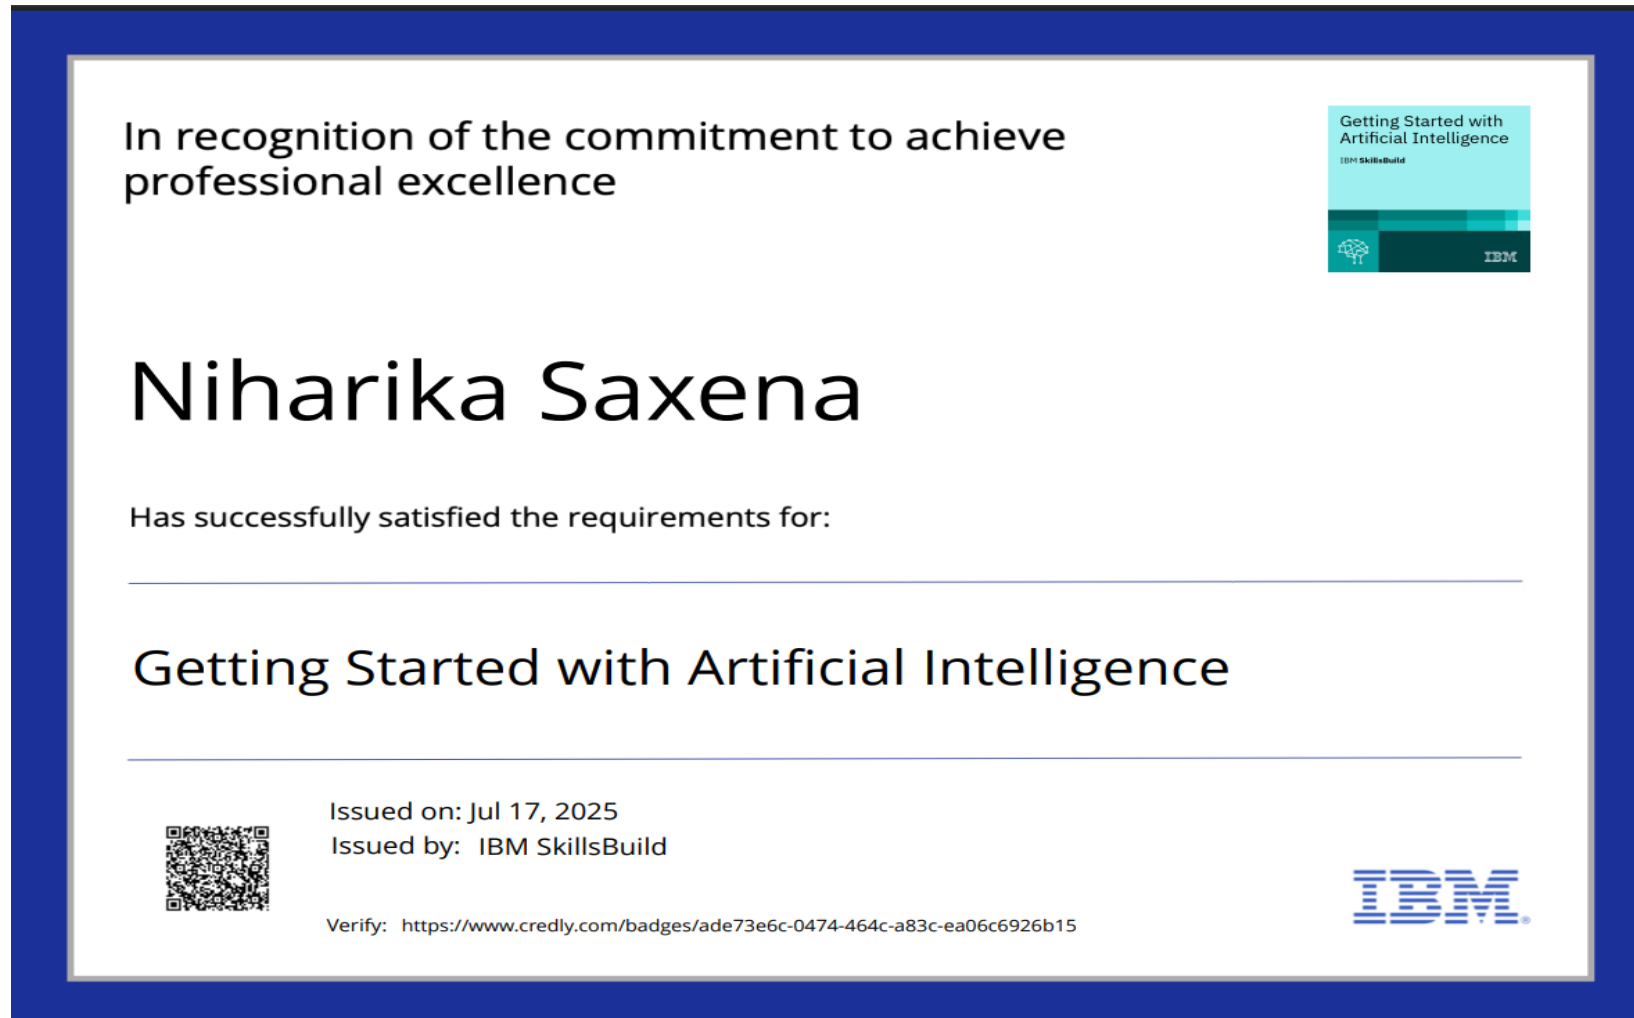 In recognition of the commitment to achieve
professional excellence
Getting Started with
Artificial Intelligence
IBM SkillsBuild
IBM
Niharika Saxena
Has successfully satisfied the requirements for:
Getting Started with Artificial Intelligence
Issued on: Jul 17, 2025
Issued by: IBM SkillsBuild
Verify: https://www.credly.com/badges/ade73e6c-0474-464c-a83c-ea06c6926b15
IBM®